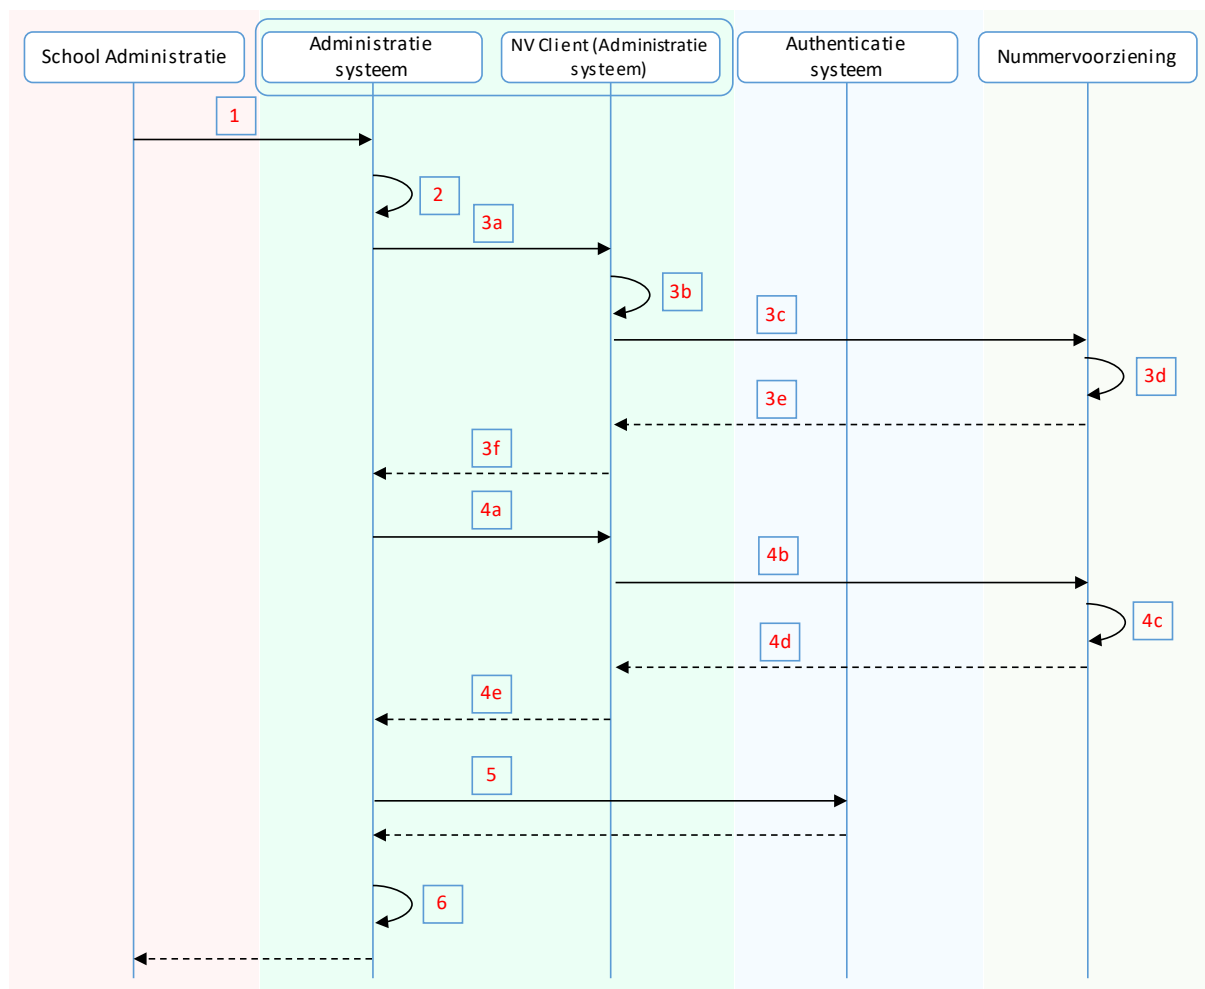 School Administratie
Administratie
systeem
NV Client (Administratie
systeem)
Authenticatie
systeem
Nummervoorziening
1
2
3a
3b
3c
3d
3e
3f
4a
4b
4c
4d
4e
5
6